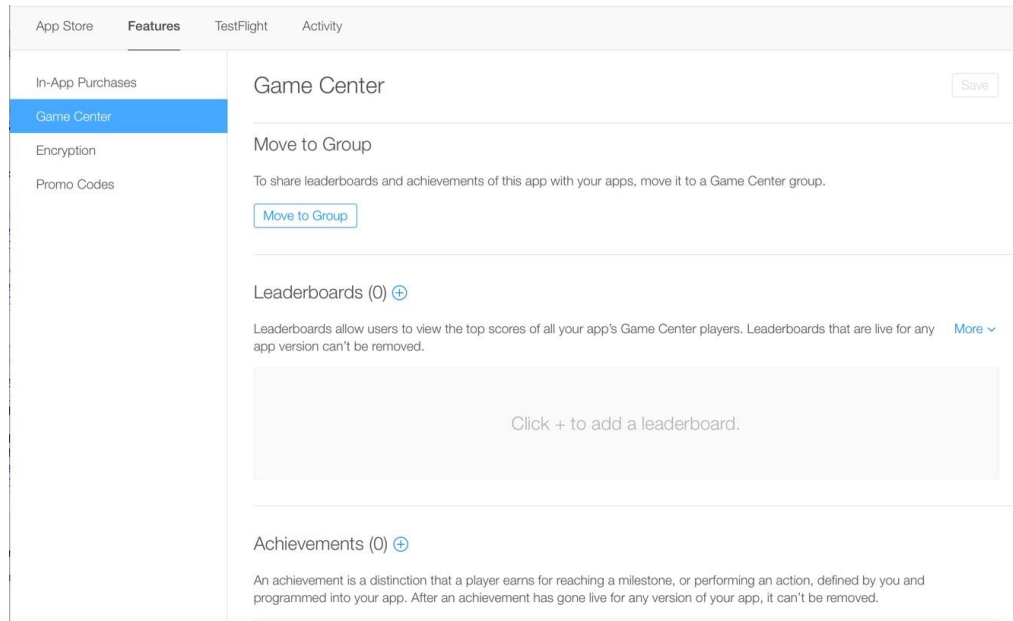 App Store Features TestFlight Activity
In-App Purchases
Game Center
Encryption
Promo Codes
Game Center
Save
Move to Group
To share leaderboards and achievements of this app with your apps, move it to a Game Center group.
Move to Group
Leaderboards (0)
Leaderboards allow users to view the top scores of all your app's Game Center players. Leaderboards that are live for any
app version can't be removed.
More
Click + to add a leaderboard.
Achievements (0)
An achievement is a distinction that a player earns for reaching a milestone, or performing an action, defined by you and
programmed into your app. After an achievement has gone live for any version of your app, it can't be removed.